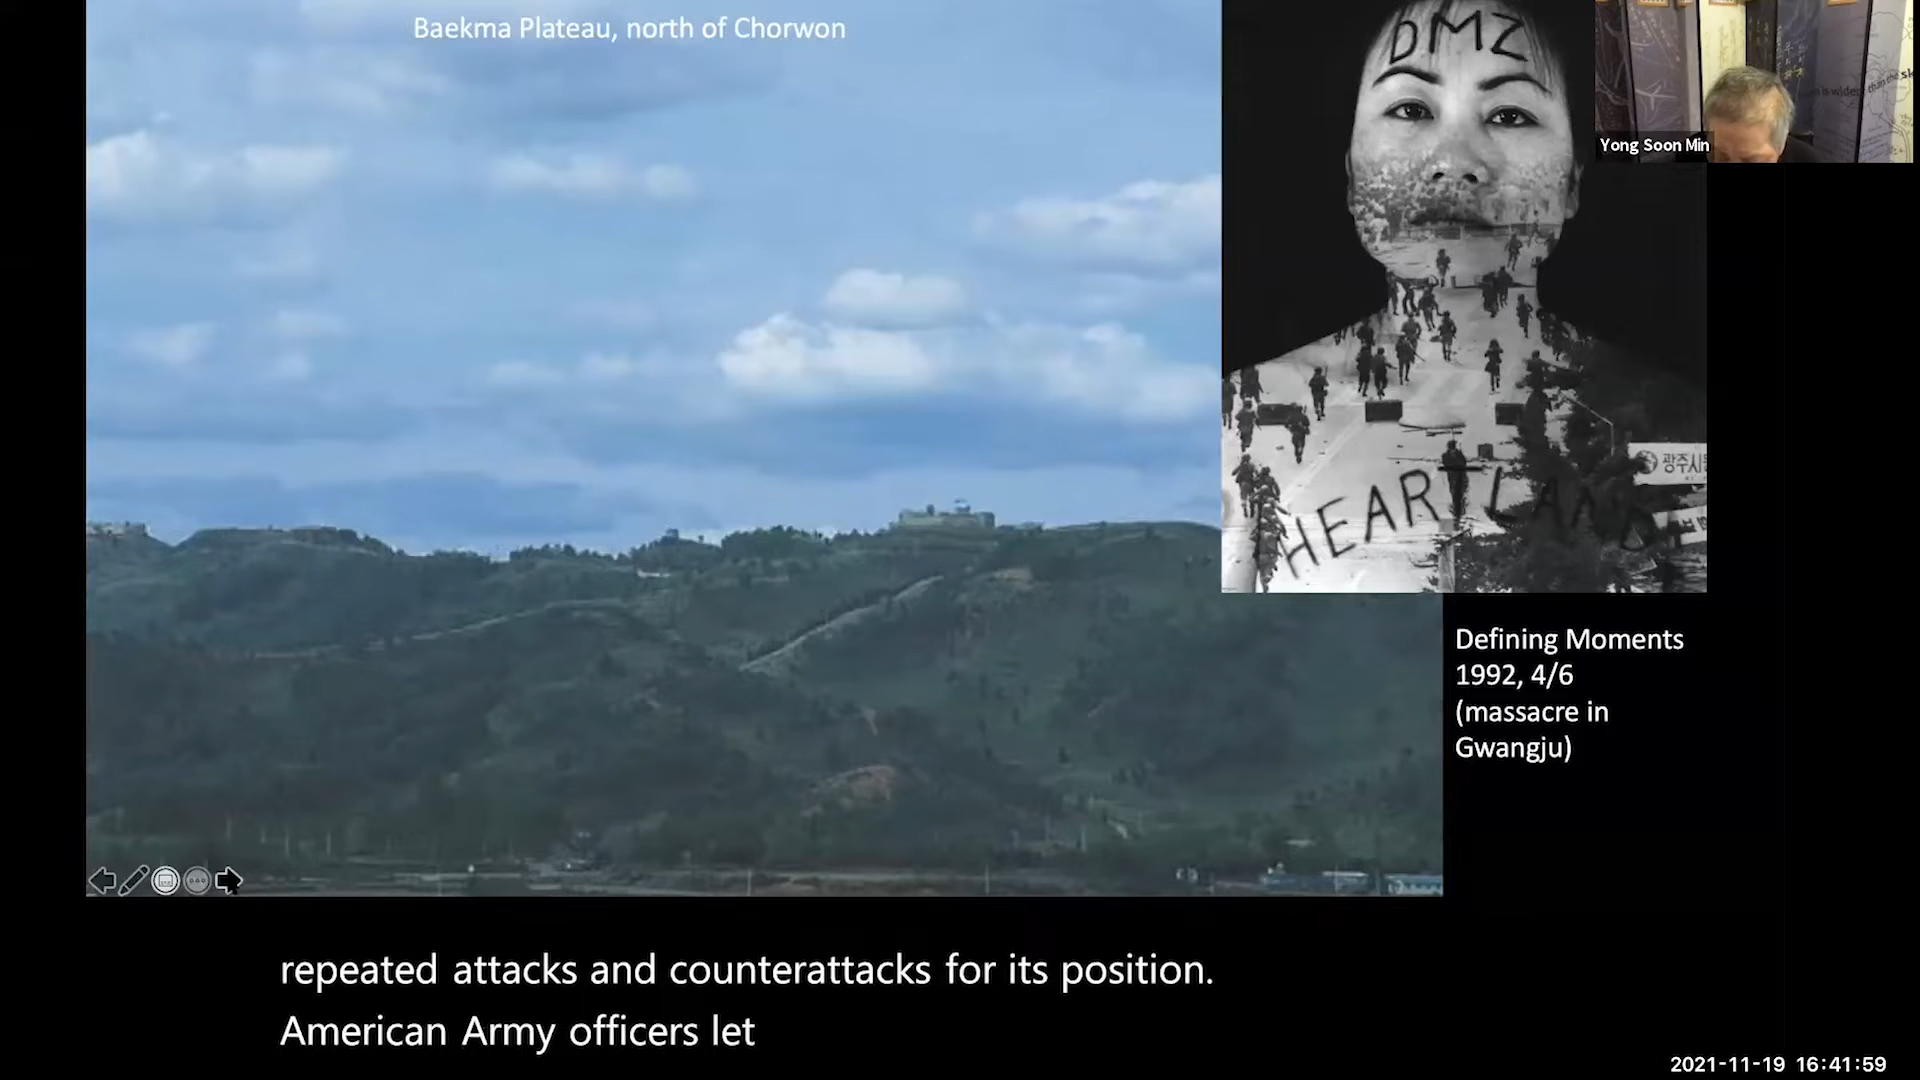 Baekma Plateau, north of Chorwon
DMZ
HEARTLAND
광주시
Yong Soon Min
Defining Moments
1992, 4/6
(massacre in
Gwangju)
repeated attacks and counterattacks for its position.
American Army officers let
2021-11-19 16:41:59